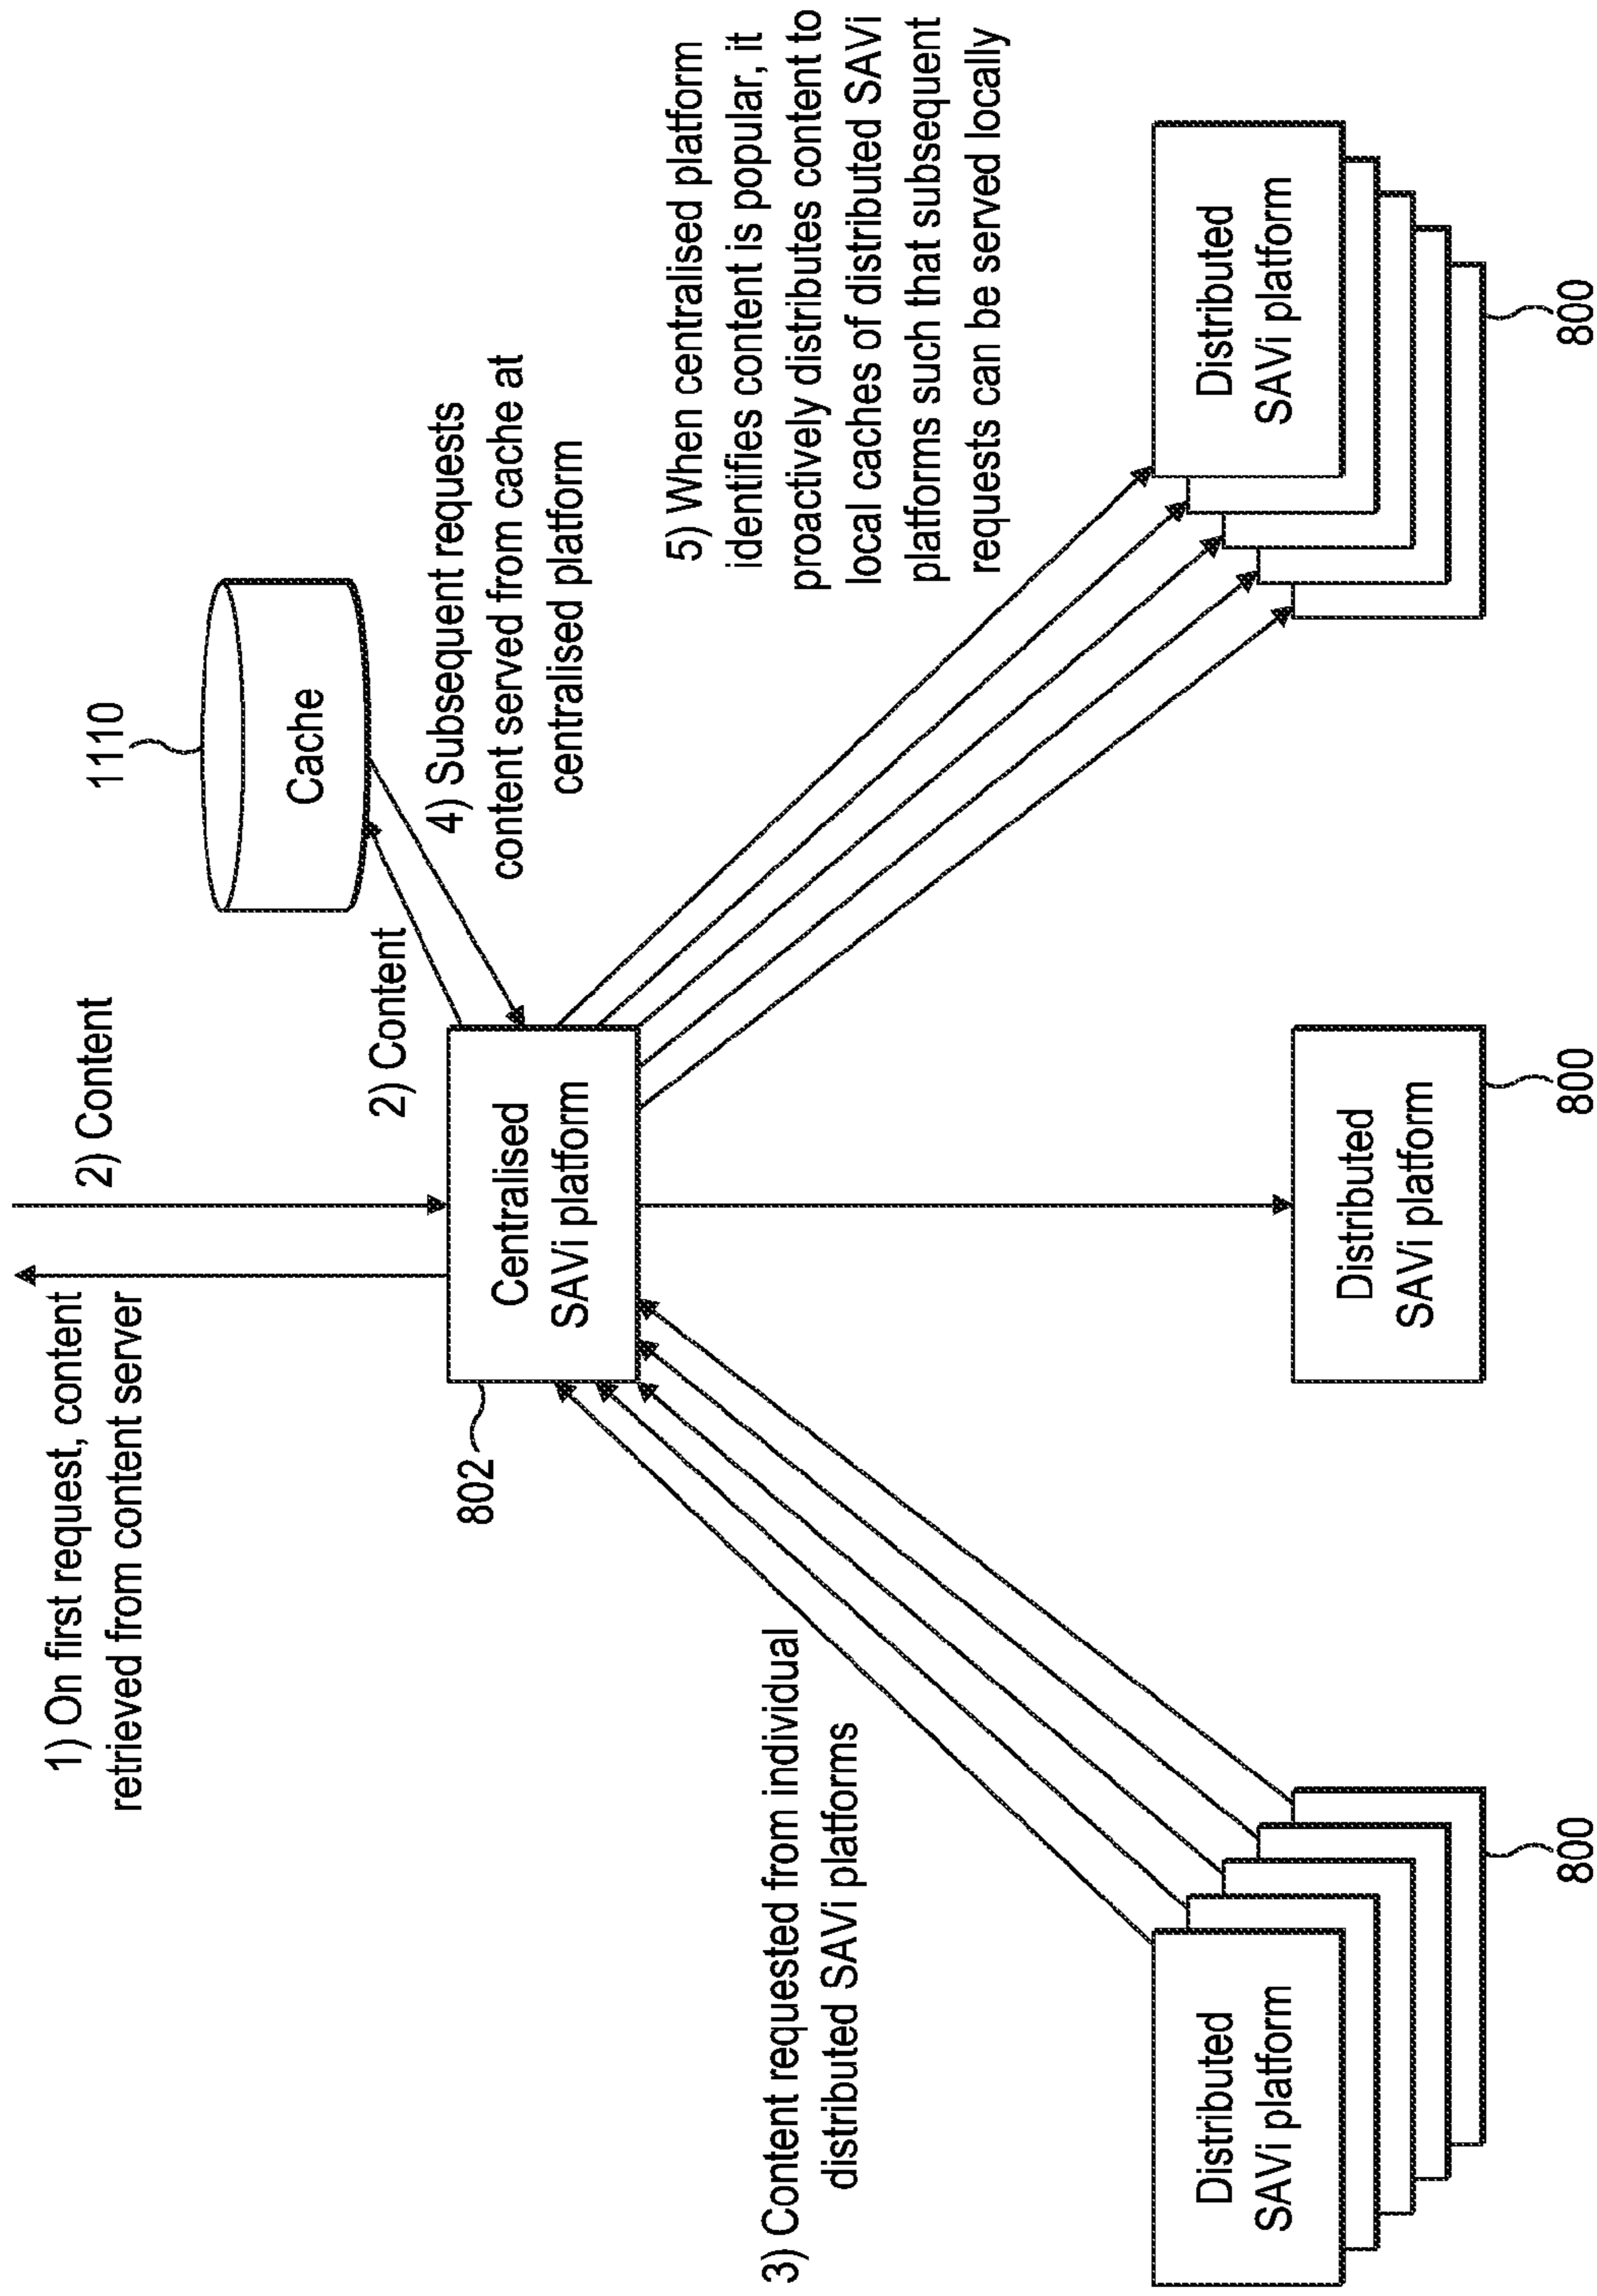 1) On first request, content
retrieved from content server
2) Content
1110
Cache
2) Content
4) Subsequent requests
content served from cache at
centralised platform
802
Centralised
SAVi platform
3) Content requested from individual
distributed SAVi platforms
5) When centralised platform
identifies content is popular, it
proactively distributes content to
local caches of distributed SAVi
platforms such that subsequent
requests can be served locally
Distributed
SAVi platform
800
Distributed
SAVi platform
800
Distributed
SAVi platform
800